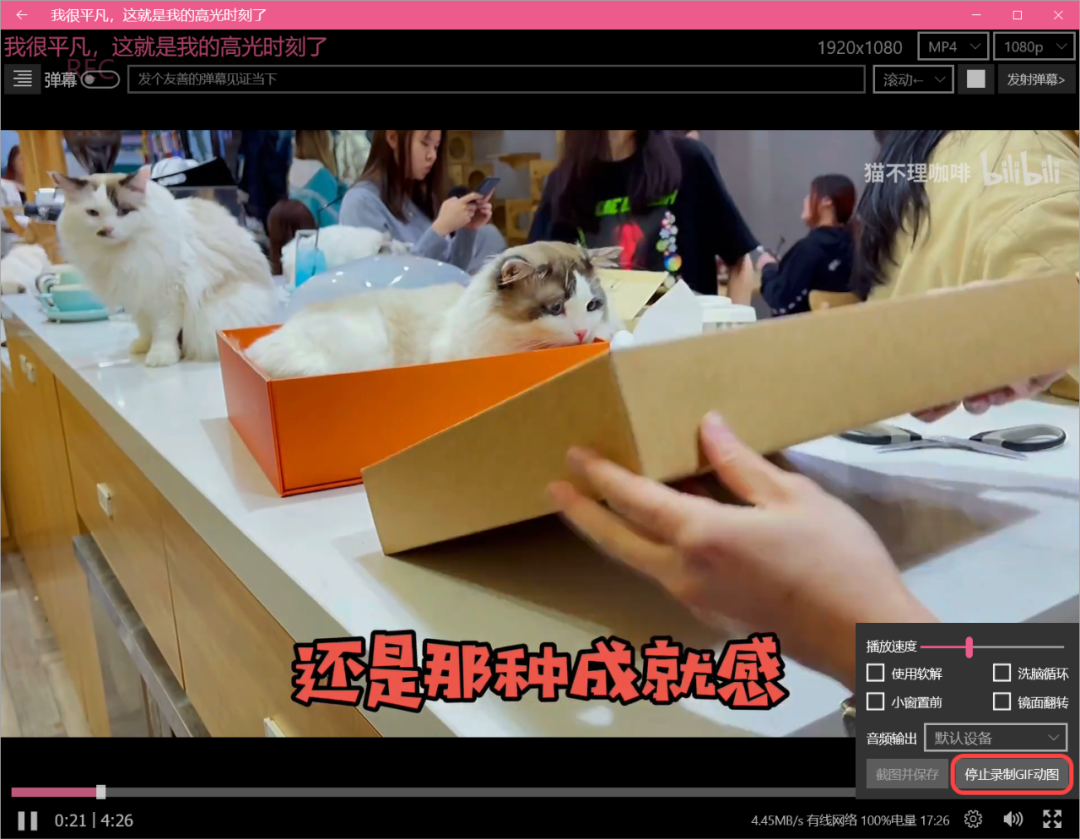 我很平凡，这就是我的高光时刻了
我很平凡，这就是我的高光时刻了
1920x1080 MP4 1080p
REC
弹幕 发个友善的弹幕见证当下 滚动← 发射弹幕>
猫不理咖啡 bilibili
还是那种成就感
播放速度
使用软解 洗脑循环
小窗置前 镜面翻转
音频输出 默认设备
截图并保存 停止录制GIF动图
0:21 | 4:26 4.45MB/s 有线网络 100%电量 17:26